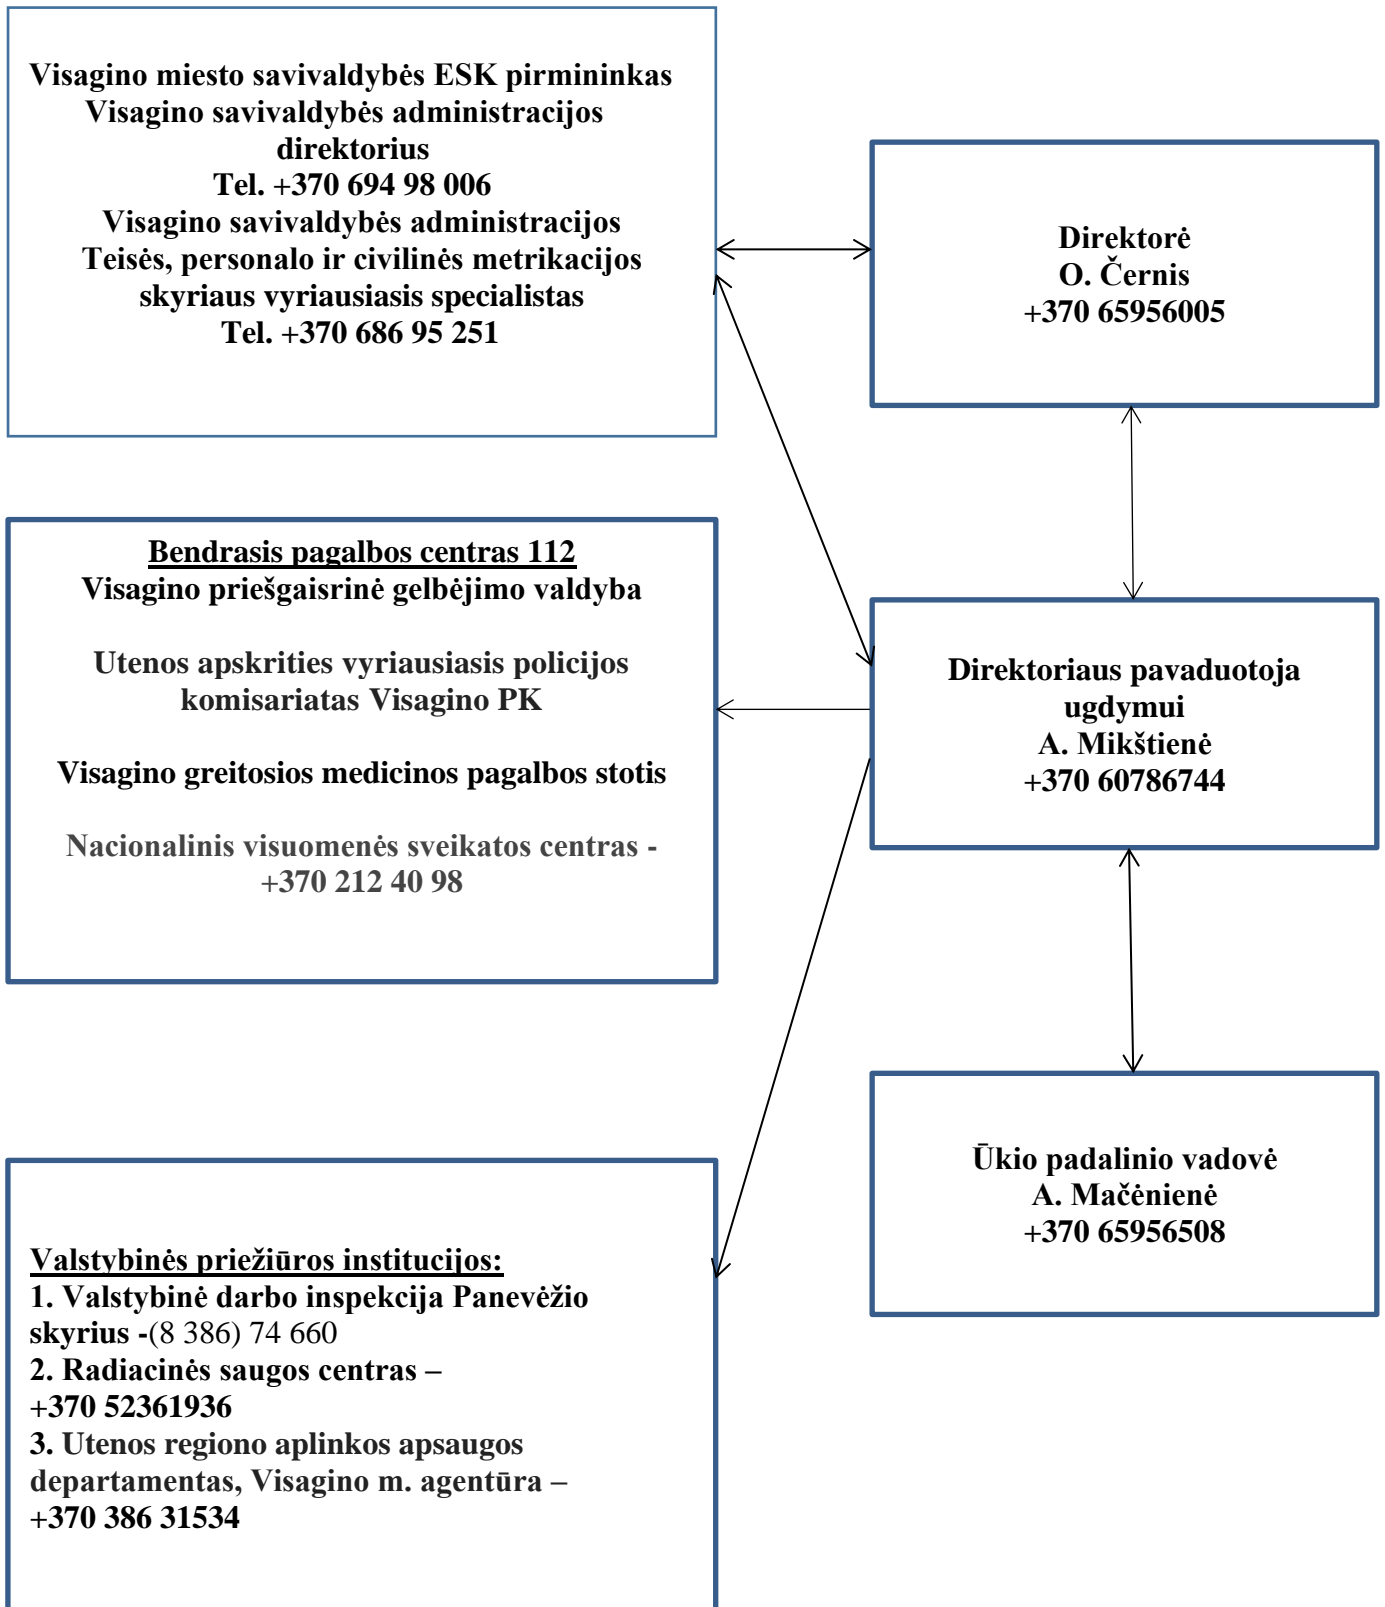 Visagino miesto savivaldybės ESK pirmininkas
Visagino savivaldybės administracijos
direktorius
Tel. +370 694 98 006
Visagino savivaldybės administracijos
Teisės, personalo ir civilinės metrikacijos
skyriaus vyriausiasis specialistas
Tel. +370 686 95 251
Direktorė
O. Černis
+370 65956005
Bendrasis pagalbos centras 112
Visagino priešgaisrinė gelbėjimo valdyba
Utenos apskrities vyriausiasis policijos
komisariatas Visagino PK
Visagino greitosios medicinos pagalbos stotis
Nacionalinis visuomenės sveikatos centras -
+370 212 40 98
Direktoriaus pavaduotoja
ugdymui
A. Mikštienė
+370 60786744
Ūkio padalinio vadovė
A. Mačėnienė
+370 65956508
Valstybinės priežiūros institucijos:
1. Valstybinė darbo inspekcija Panevėžio
skyrius -(8 386) 74 660
2. Radiacinės saugos centras –
+370 52361936
3. Utenos regiono aplinkos apsaugos
departamentas, Visagino m. agentūra –
+370 386 31534